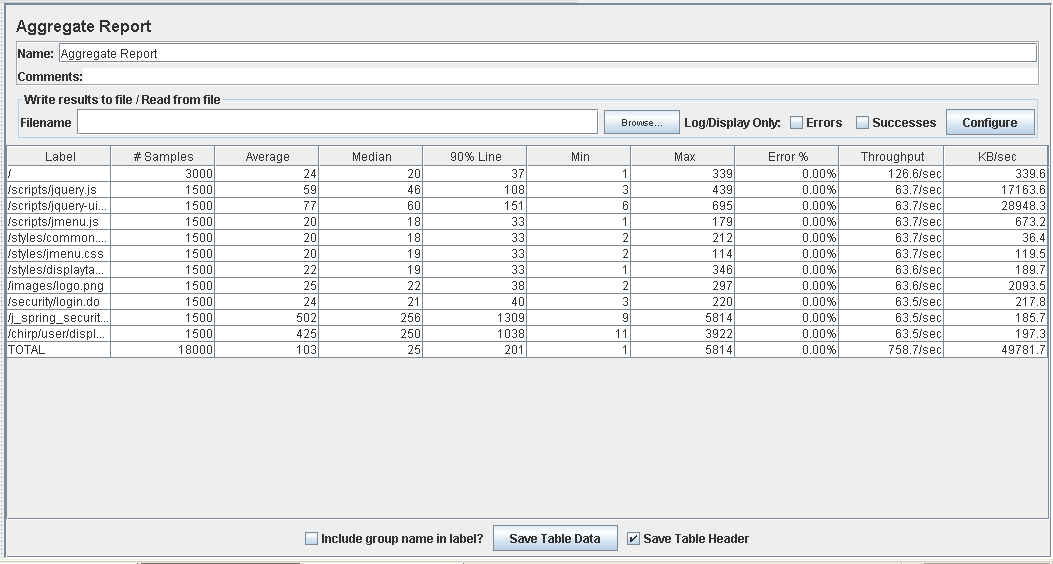 Aggregate Report
Name: Aggregate Report
Comments:
Write results to file / Read from file
Filename Browse... Log/Display Only: Errors Successes Configure
Label # Samples Average Median 90% Line Min Max Error % Throughput KB/sec
/ 3000 24 20 37 1 339 0.00% 126.6/sec 339.6
/scripts/jquery.js 1500 59 46 108 3 439 0.00% 63.7/sec 17163.6
/scripts/jquery-ui... 1500 77 60 151 6 695 0.00% 63.7/sec 28948.3
/scripts/jmenu.js 1500 20 18 33 1 179 0.00% 63.7/sec 673.2
/styles/common.... 1500 20 18 33 2 212 0.00% 63.7/sec 36.4
/styles/jmenu.css 1500 20 19 33 2 114 0.00% 63.7/sec 119.5
/styles/displayta... 1500 22 19 33 1 346 0.00% 63.6/sec 189.7
/images/logo.png 1500 25 22 38 2 297 0.00% 63.6/sec 2093.5
/security/login.do 1500 24 21 40 3 220 0.00% 63.5/sec 217.8
/j_spring_securit... 1500 502 256 1309 9 5814 0.00% 63.5/sec 185.7
/chirp/user/displ... 1500 425 250 1038 11 3922 0.00% 63.5/sec 197.3
TOTAL 18000 103 25 201 1 5814 0.00% 758.7/sec 49781.7
Include group name in label? Save Table Data Save Table Header